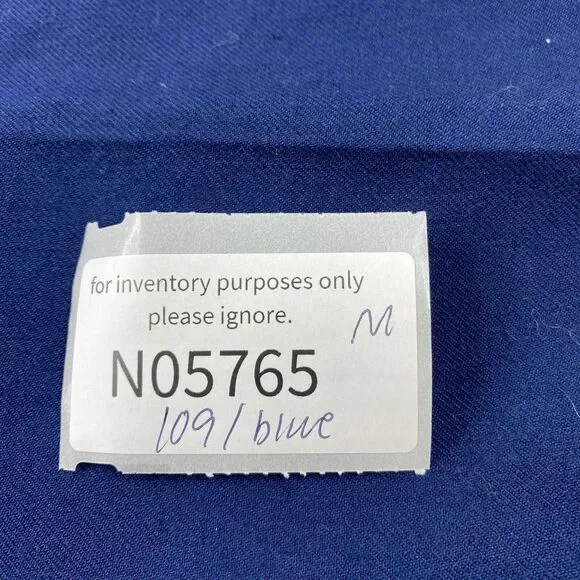 for inventory purposes only
please ignore.
M
N05765
109/blue